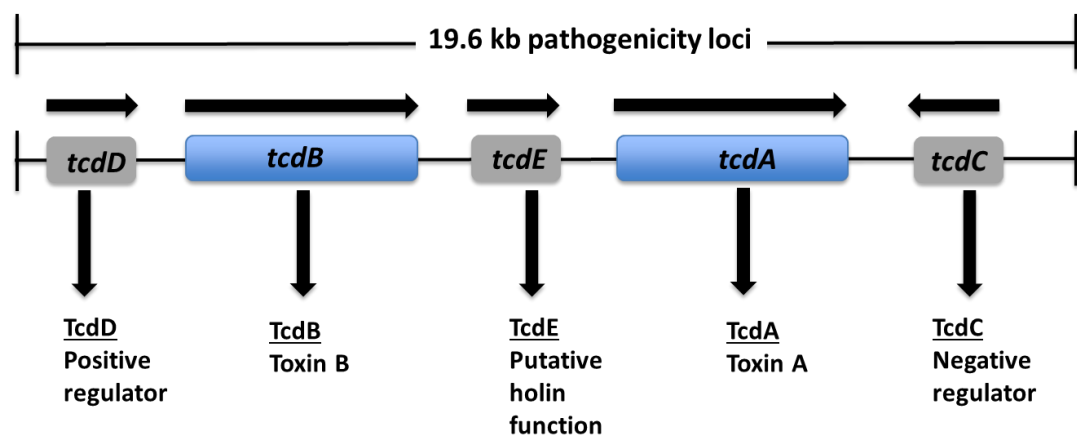 19.6 kb pathogenicity loci
tcdD
tcdB
tcdE
tcdA
tcdC
TcdD
Positive
regulator
TcdB
Toxin B
TcdE
Putative
holin
function
TcdA
Toxin A
TcdC
Negative
regulator